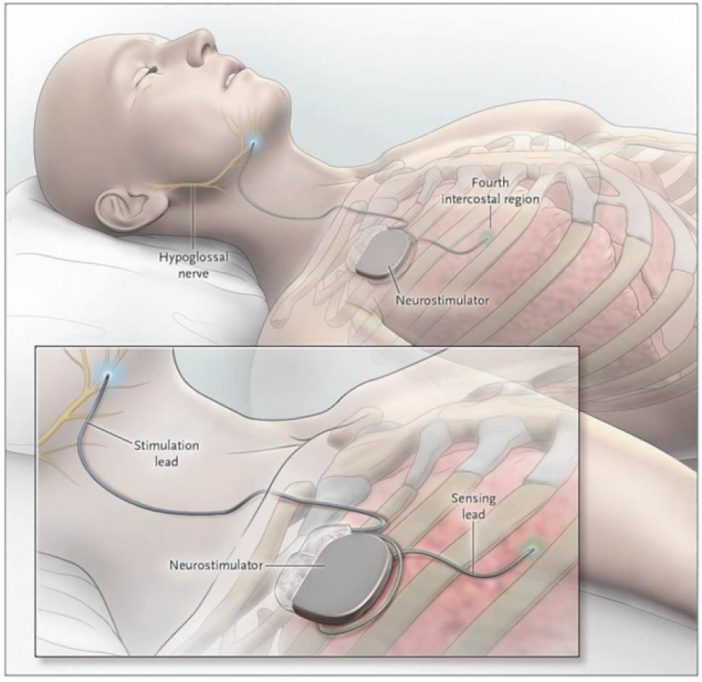 Fourth
intercostal region
Hypoglossal
nerve
Neurostimulator
Stimulation
lead
Sensing
lead
Neurostimulator